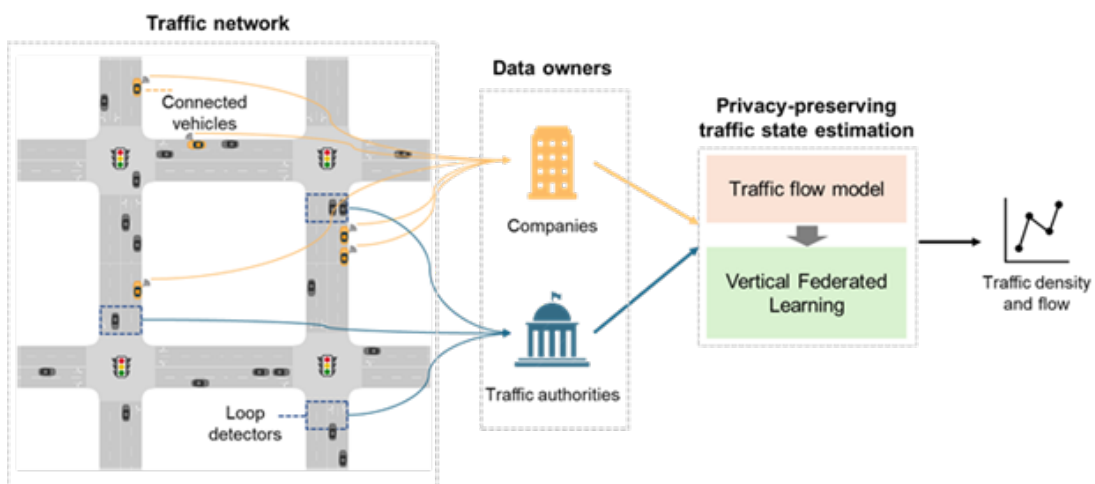 Traffic network
Connected
vehicles
Loop
detectors
Data owners
Companies
Traffic authorities
Privacy-preserving
traffic state estimation
Traffic flow model
Vertical Federated
Learning
Traffic density
and flow